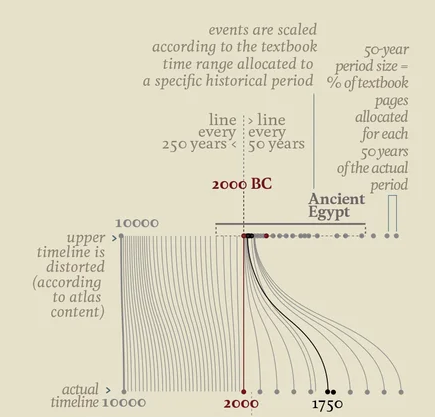 events are scaled
according to the textbook
time range allocated to
a specific historical period
50-year
period size =
% of textbook
pages
allocated
for each
50 years
of the actual
period
line › line
every every
250 years ‹ 50 years
2000 BC
Ancient
Egypt
10000
upper ›
timeline is
distorted
(according
to atlas
content)
actual ›
timeline 10000 2000 1750